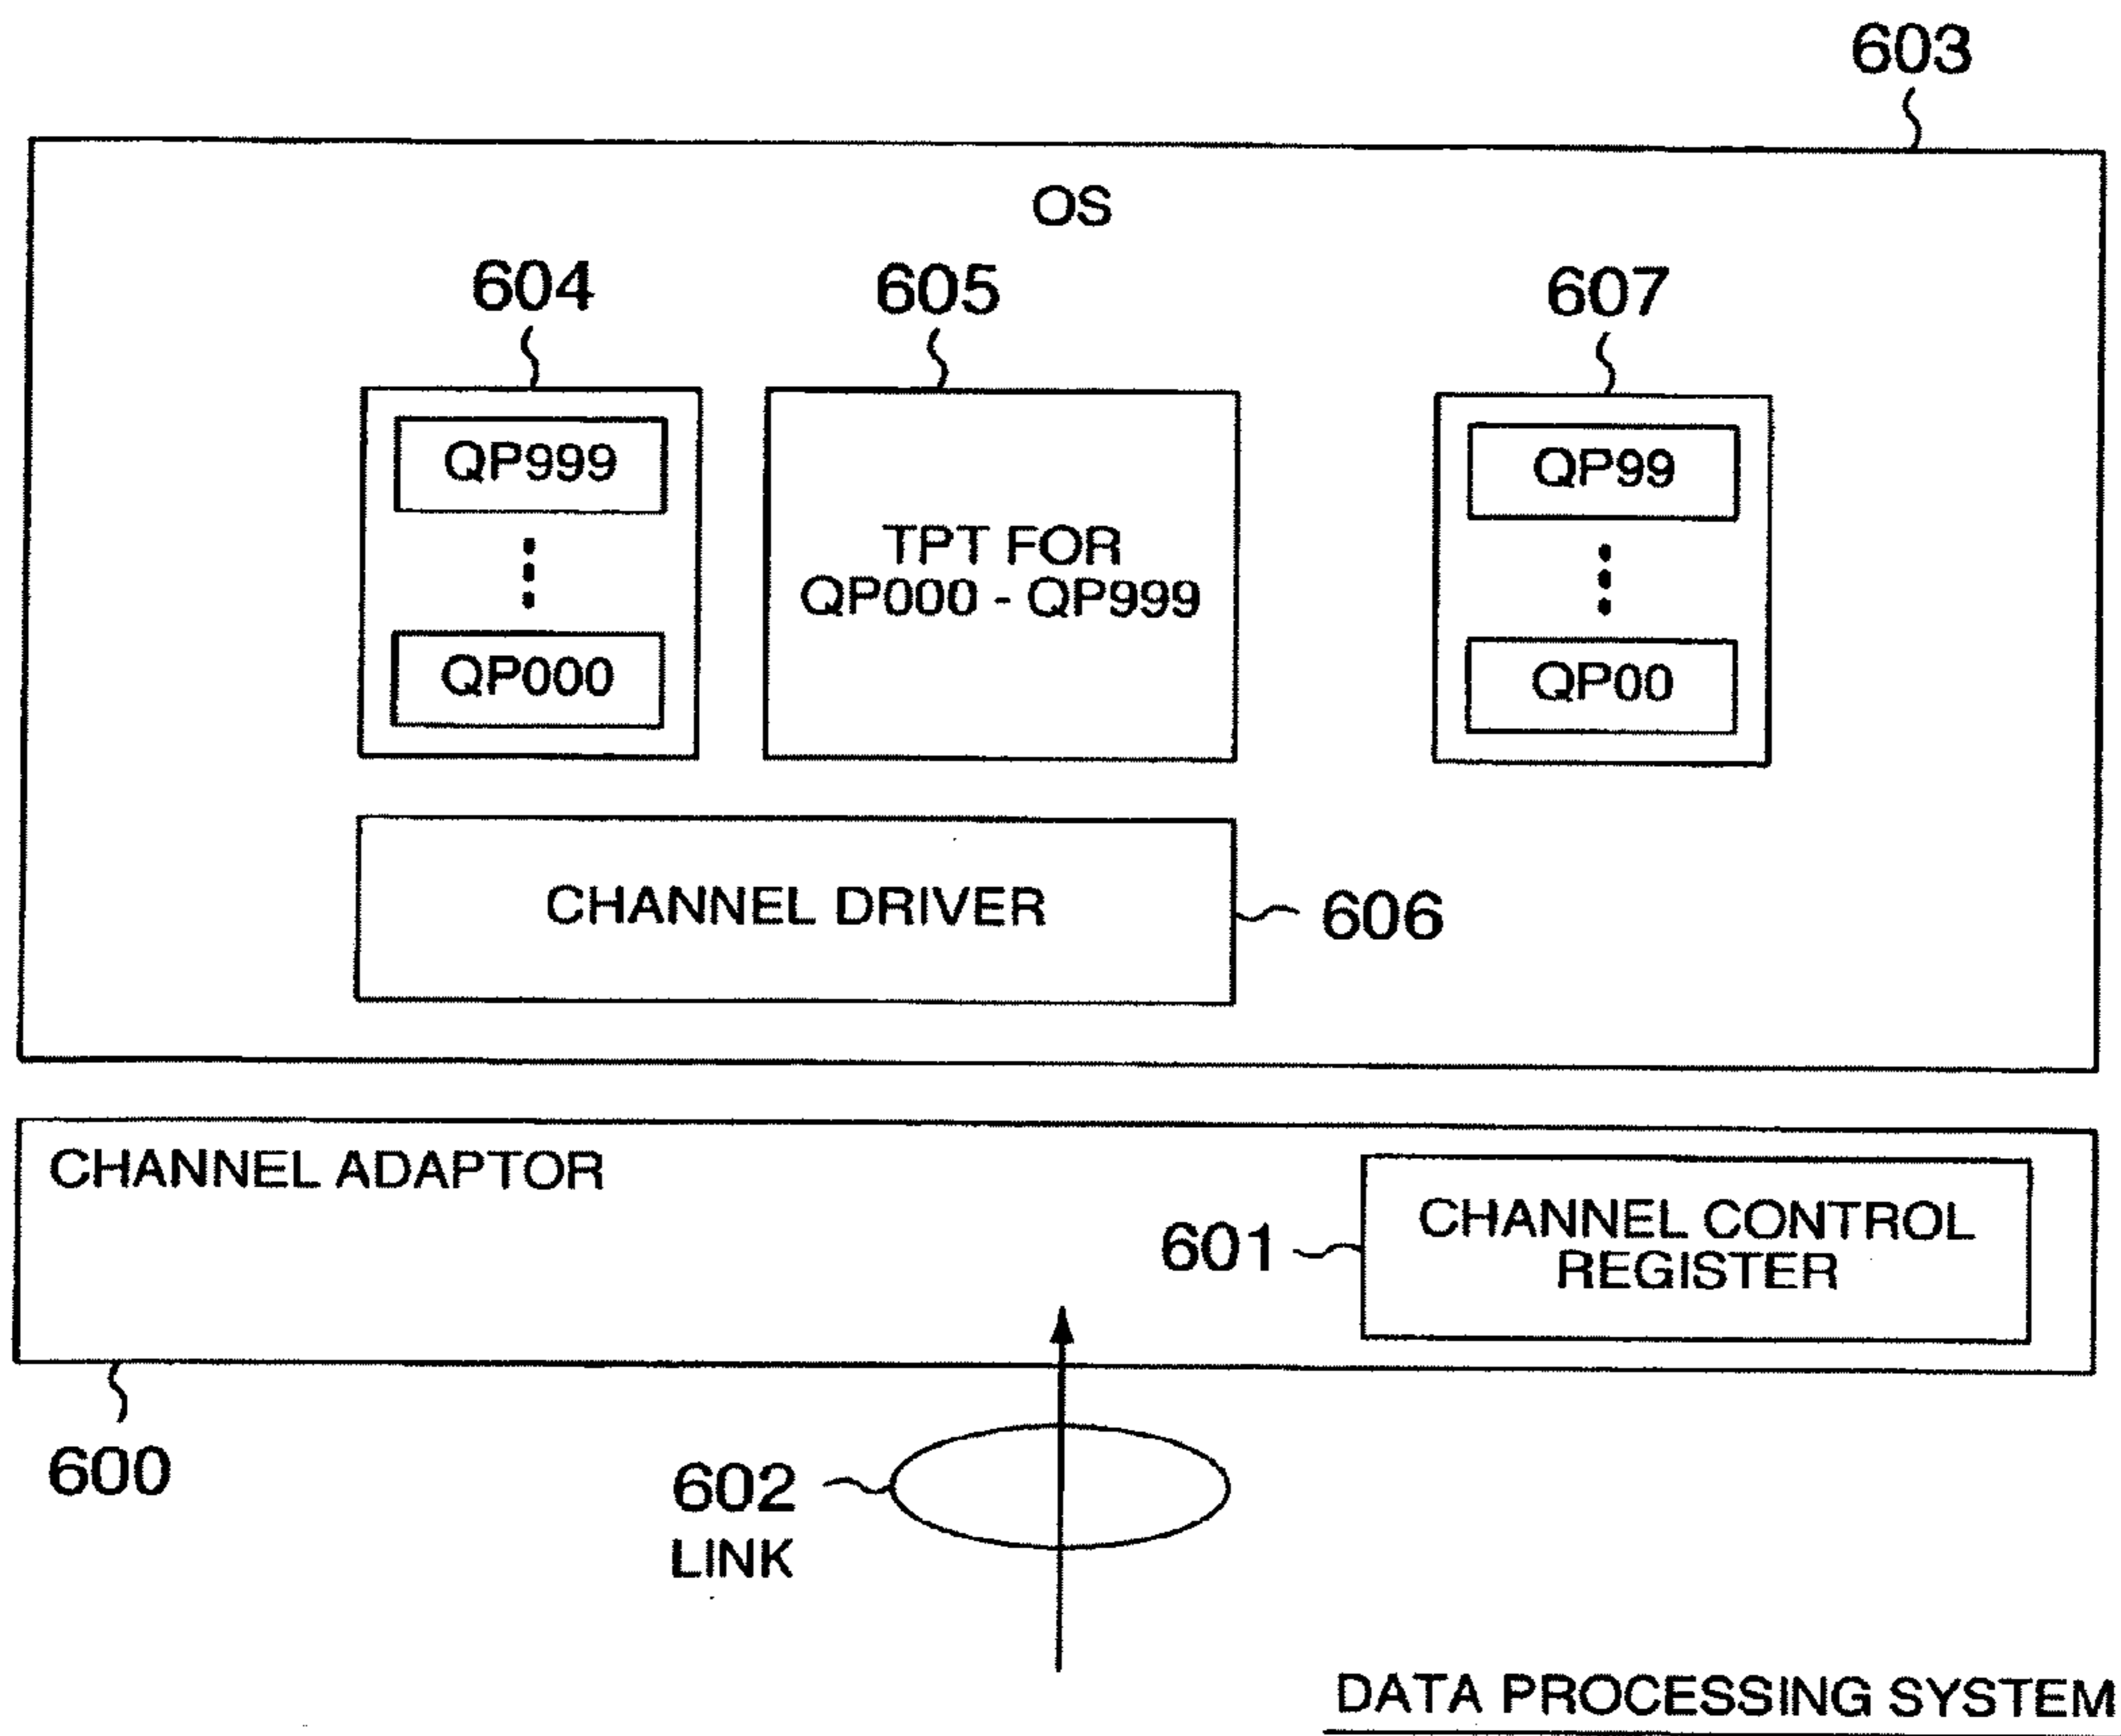 603
OS
604
605
607
QP999
QP000
TPT FOR
QP000 - QP999
QP99
QP00
CHANNEL DRIVER
606
CHANNEL ADAPTOR
601
CHANNEL CONTROL
REGISTER
600
602
LINK
DATA PROCESSING SYSTEM